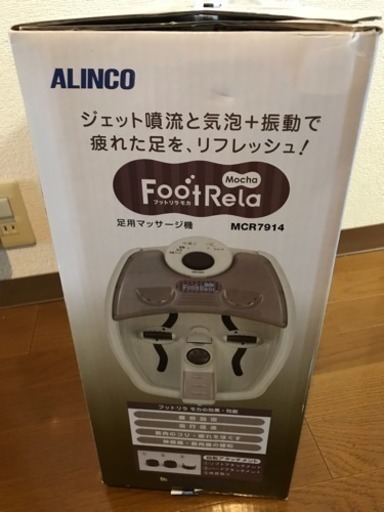 ALINCO
ジェット噴流と気泡+振動で
疲れた足を、リフレッシュ!
Mocha
FootRela
フットリラ モカ
足用マッサージ機
MCR7914
フットリラ モカの効果・効能
疲労回復
血行促進
筋肉のコリ・疲れをほぐす
神経痛・筋肉痛の緩和